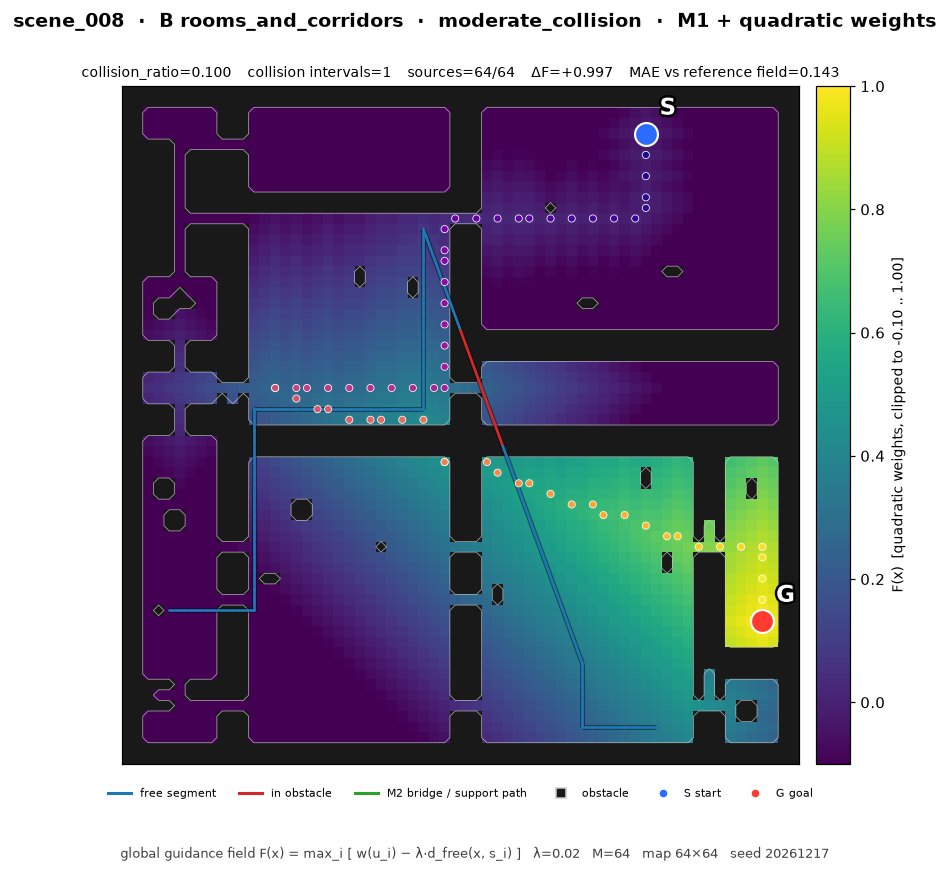 scene_008 · B rooms_and_corridors · moderate_collision · M1 + quadratic weights
collision_ratio=0.100 collision intervals=1 sources=64/64 ΔF=+0.997 MAE vs reference field=0.143
S
G
1.0
0.8
0.6
0.4
0.2
0.0
F(x) [quadratic weights, clipped to -0.10 .. 1.00]
free segment
in obstacle
M2 bridge / support path
obstacle
S start
G goal
global guidance field F(x) = max_i [ w(u_i) − λ·d_free(x, s_i) ] λ=0.02 M=64 map 64×64 seed 20261217